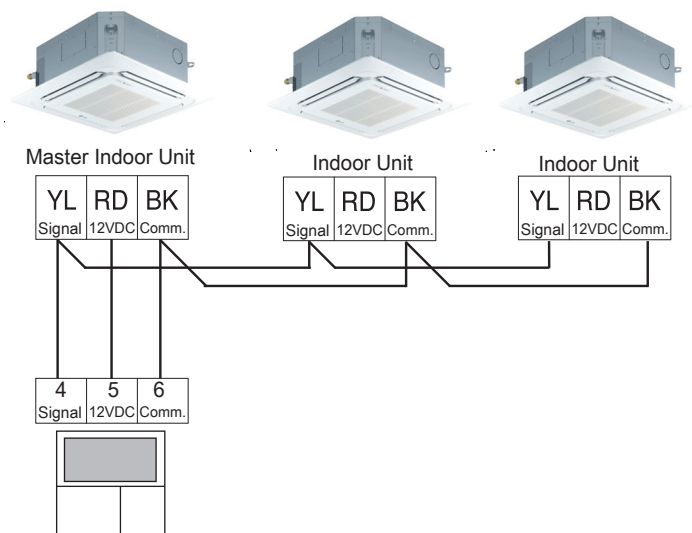 Master Indoor Unit
Indoor Unit
Indoor Unit
YL RD BK
Signal 12VDC Comm.
YL RD BK
Signal 12VDC Comm.
YL RD BK
Signal 12VDC Comm.
4 5 6
Signal 12VDC Comm.